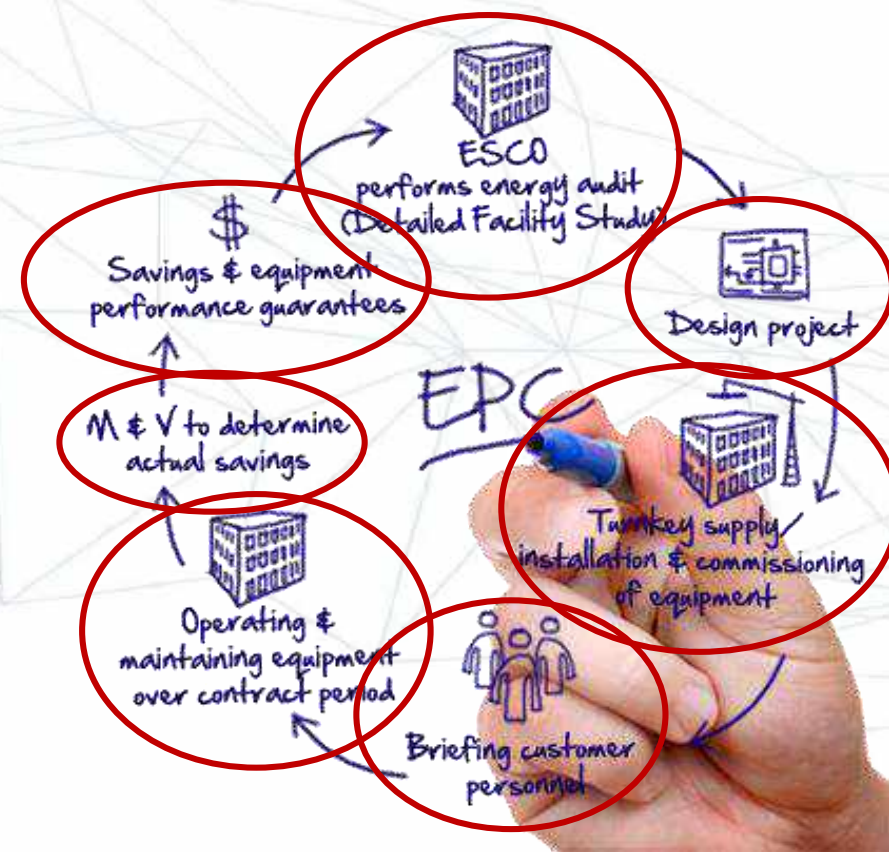 ESCO
performs energy audit
(Detailed Facility Study)
Design project
Turnkey supply/
installation & commissioning
of equipment
Briefing customer
personnel
Operating &
maintaining equipment
over contract period
M & V to determine
actual savings
$
Savings & equipment
performance guarantees
EPC